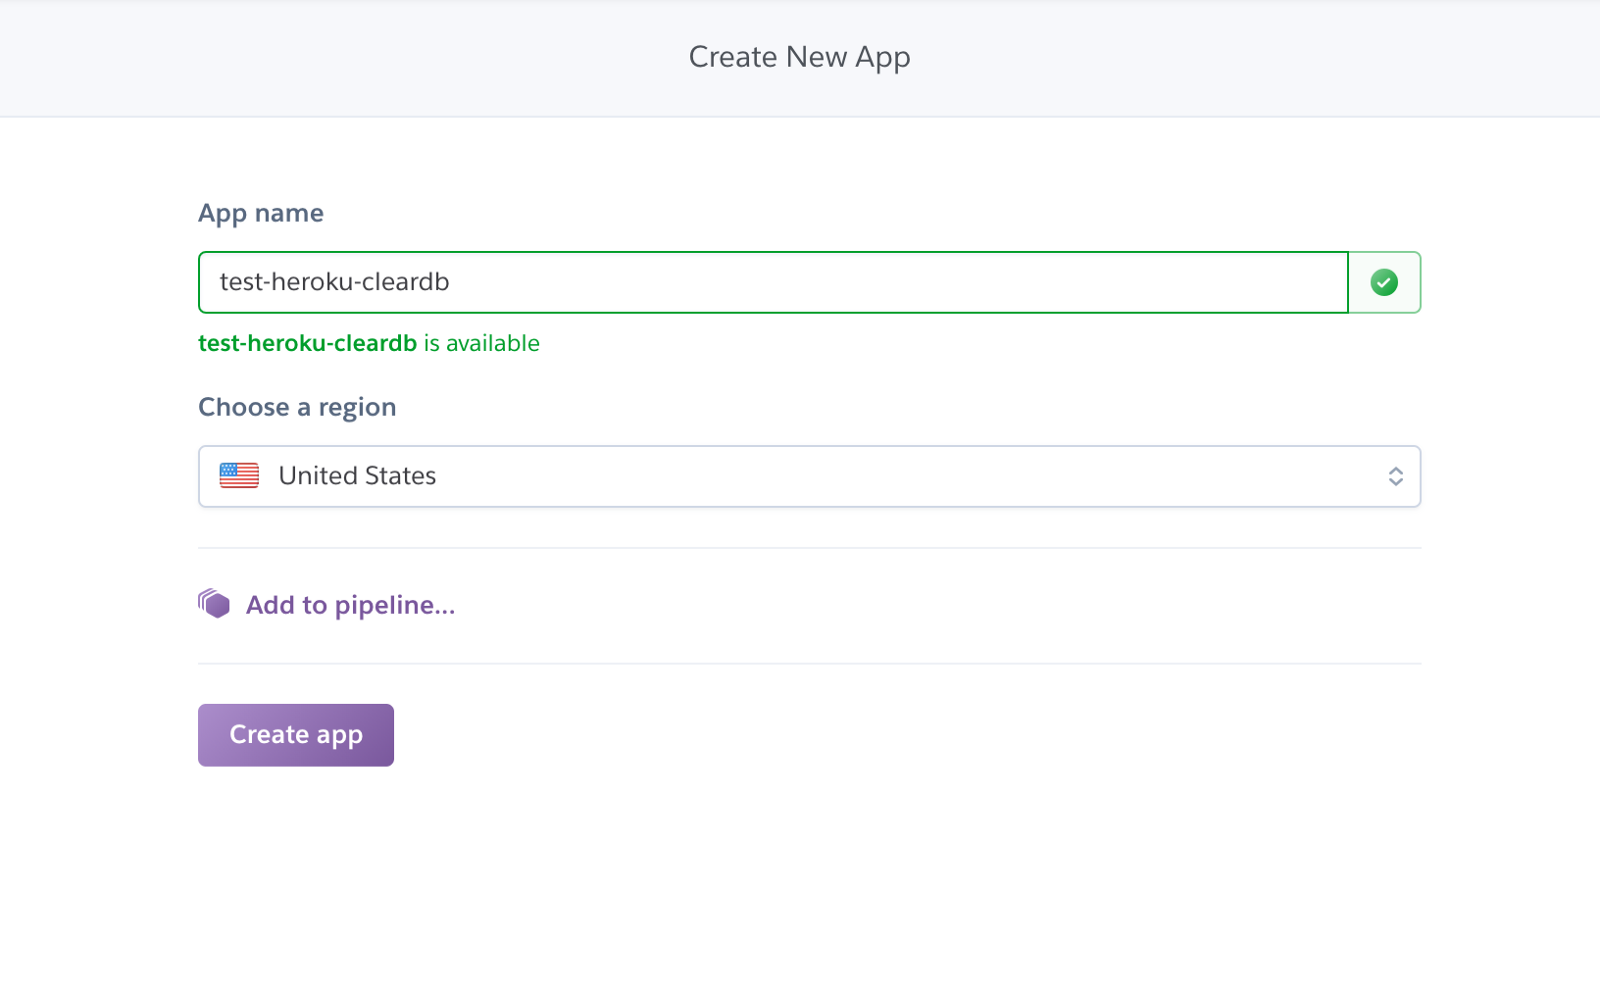 Create New App
App name
test-heroku-cleardb
test-heroku-cleardb is available
Choose a region
United States
Add to pipeline...
Create app